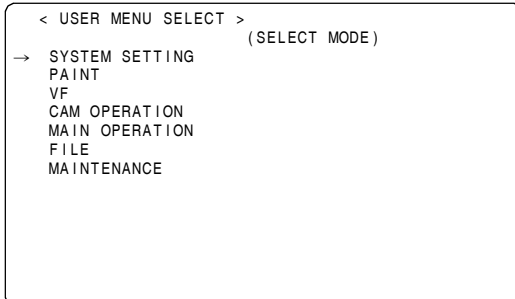 < USER MENU SELECT >
(SELECT MODE)
→ SYSTEM SETTING
PAINT
VF
CAM OPERATION
MAIN OPERATION
FILE
MAINTENANCE